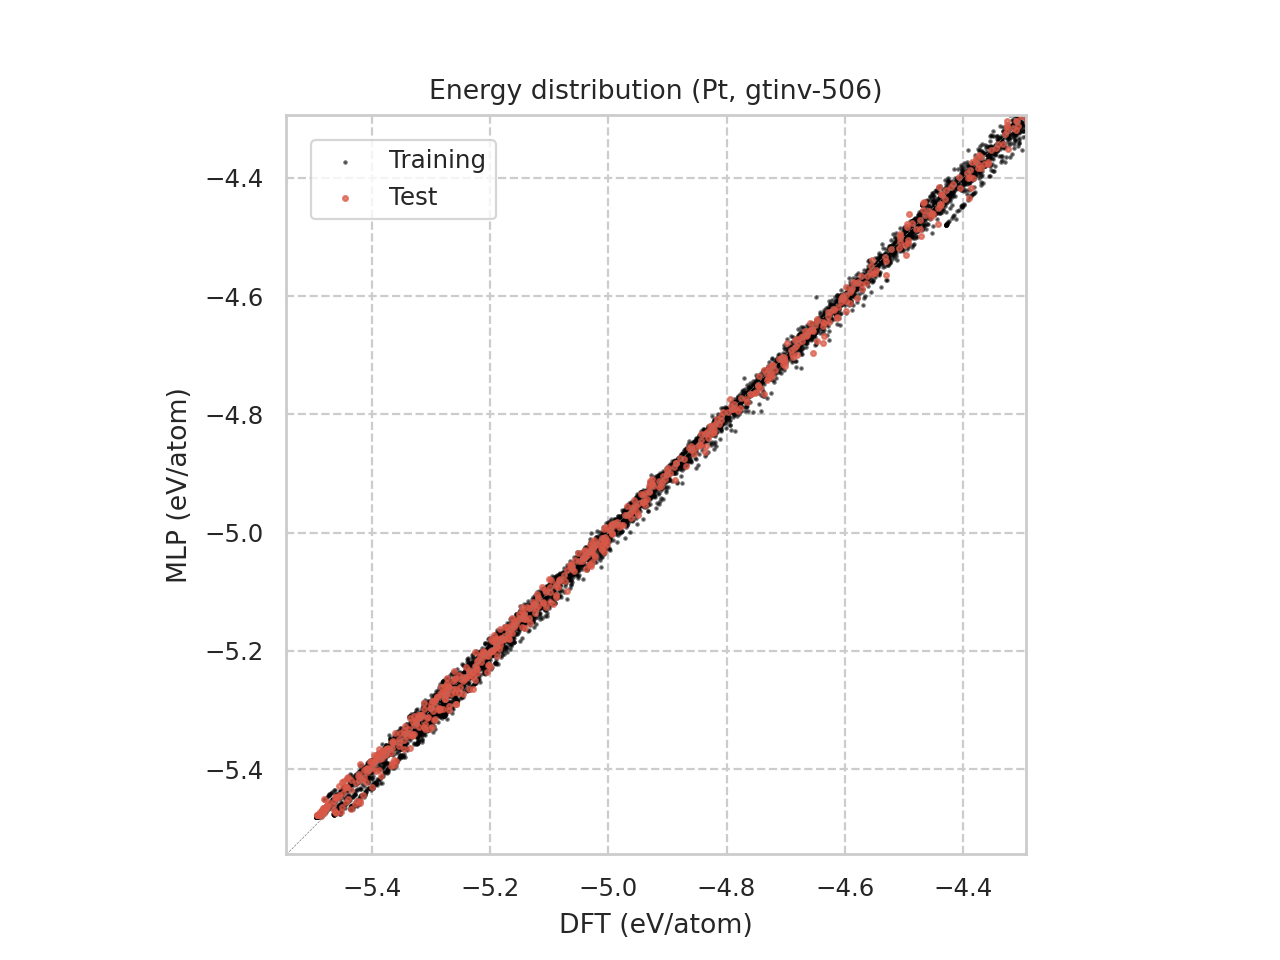 Energy distribution (Pt, gtinv-506)
Training
Test
MLP (eV/atom)
−4.4
−4.6
−4.8
−5.0
−5.2
−5.4
−5.4 −5.2 −5.0 −4.8 −4.6 −4.4
DFT (eV/atom)